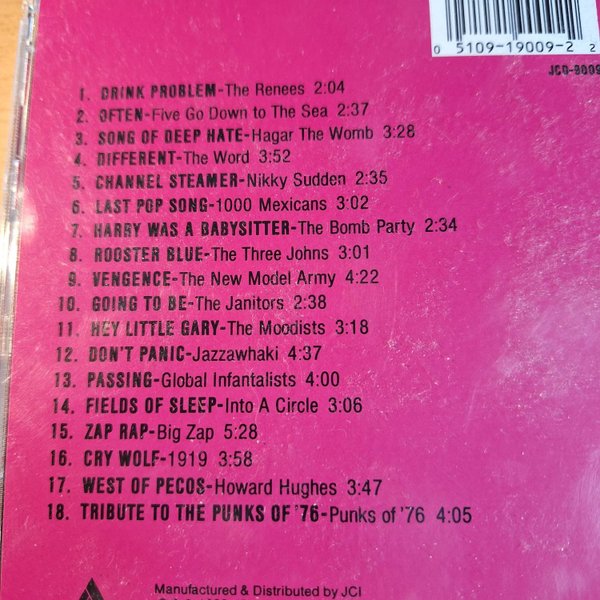 0 5109-19009-2 2
JCD-9009
1. DRINK PROBLEM-The Renees 2:04
2. OFTEN-Five Go Down to The Sea 2:37
3. SONG OF DEEP HATE-Hagar The Womb 3:28
4. DIFFERENT-The Word 3:52
5. CHANNEL STEAMER-Nikky Sudden 2:35
6. LAST POP SONG-1000 Mexicans 3:02
7. HARRY WAS A BABYSITTER-The Bomb Party 2:34
8. ROOSTER BLUE-The Three Johns 3:01
9. VENGENCE-The New Model Army 4:22
10. GOING TO BE-The Janitors 2:38
11. HEY LITTLE GARY-The Moodists 3:18
12. DON'T PANIC-Jazzawhaki 4:37
13. PASSING-Global Infantalists 4:00
14. FIELDS OF SLEEP-Into A Circle 3:06
15. ZAP RAP-Big Zap 5:28
16. CRY WOLF-1919 3:58
17. WEST OF PECOS-Howard Hughes 3:47
18. TRIBUTE TO THE PUNKS OF '76-Punks of '76 4:05
Manufactured & Distributed by JCI